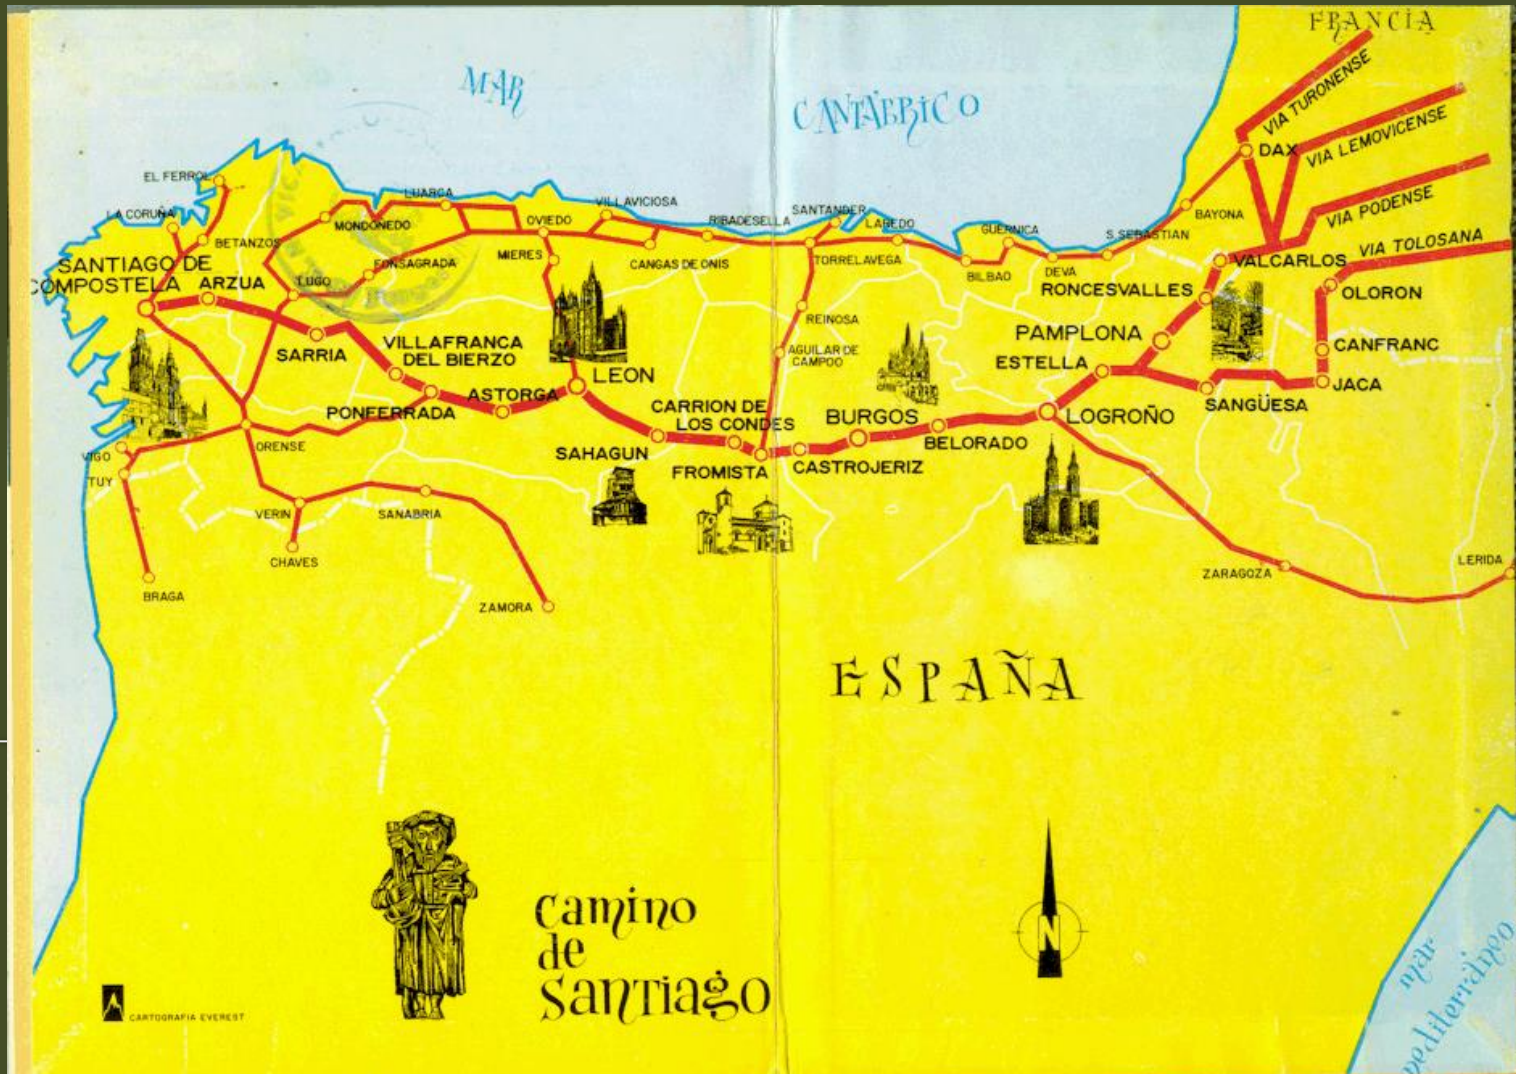 FRANCIA
MAR
CANTÁBRICO
VIA TURONENSE
DAX
VIA LEMOVICENSE
EL FERROL
LUARCA
VILLAVICIOSA
VIA PODENSE
LA CORUÑA
MONDOÑEDO
OVIEDO
RIBADESELLA
SANTANDER
LAREDO
GUERNICA
S. SEBASTIAN
BAYONA
BETANZOS
MIERES
CANGAS DE ONIS
TORRELAVEGA
BILBAO
DEVA
VALCARLOS
VIA TOLOSANA
SANTIAGO DE
COMPOSTELA
ARZUA
LUGO
FONSAGRADA
RONCESVALLES
OLORON
REINOSA
PAMPLONA
SARRIA
VILLAFRANCA
DEL BIERZO
AGUILAR DE
CAMPOO
ESTELLA
CANFRANC
LEON
JACA
PONFERRADA
ASTORGA
CARRION DE
LOS CONDES
BURGOS
LOGROÑO
SANGÜESA
ORENSE
SAHAGUN
FROMISTA
CASTROJERIZ
BELORADO
VIGO
TUY
VERIN
SANABRIA
CHAVES
BRAGA
ZAMORA
ZARAGOZA
LERIDA
ESPAÑA
Camino
de
Santiago
N
mar
mediterráneo
CARTOGRAFIA EVEREST